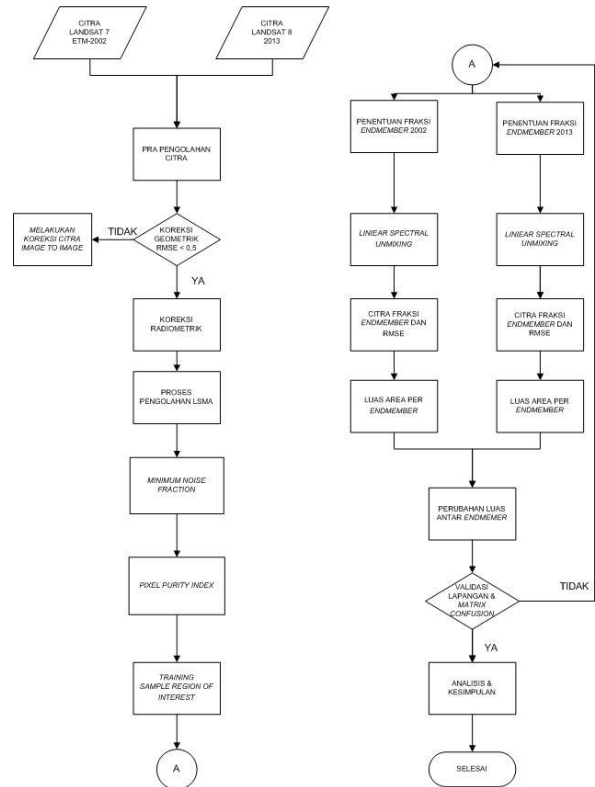 CITRA
LANDSAT 7
ETM-2002
CITRA
LANDSAT 8
2013
PRA PENGOLAHAN
CITRA
KOREKSI
GEOMETRIK
RMSE < 0.5
TIDAK
MELAKUKAN
KOREKSI CITRA
IMAGE TO IMAGE
YA
KOREKSI
RADIOMETRIK
PROSES
PENGOLAHAN LSMA
MINIMUM NOISE
FRACTION
PIXEL PURITY INDEX
TRAINING
SAMPLE REGION OF
INTEREST
A
A
PENENTUAN FRAKSI
ENDMEMBER 2002
PENENTUAN FRAKSI
ENDMEMBER 2013
LINIEAR SPECTRAL
UNMIXING
LINIEAR SPECTRAL
UNMIXING
CITRA FRAKSI
ENDMEMBER DAN
RMSE
CITRA FRAKSI
ENDMEMBER DAN
RMSE
LUAS AREA PER
ENDMEMBER
LUAS AREA PER
ENDMEMBER
PERUBAHAN LUAS
ANTAR ENDMEMER
VALIDASI
LAPANGAN &
MATRIX
CONFUSION
TIDAK
YA
ANALISIS &
KESIMPULAN
SELESAI